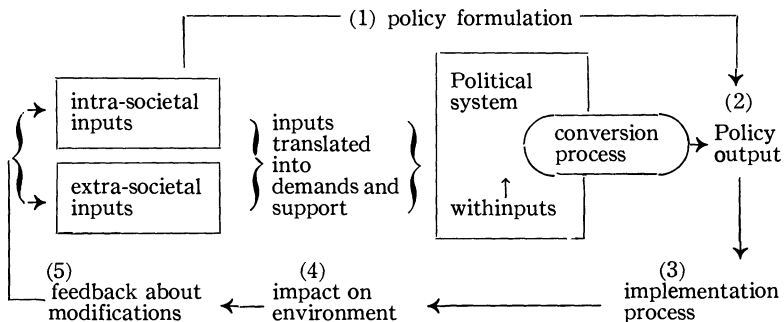 (1) policy formulation
intra-societal
inputs
extra-societal
inputs
inputs
translated
into
demands and
support
Political
system
conversion
process
withinputs
(2)
Policy
output
(3)
implementation
process
(4)
impact on
environment
(5)
feedback about
modifications